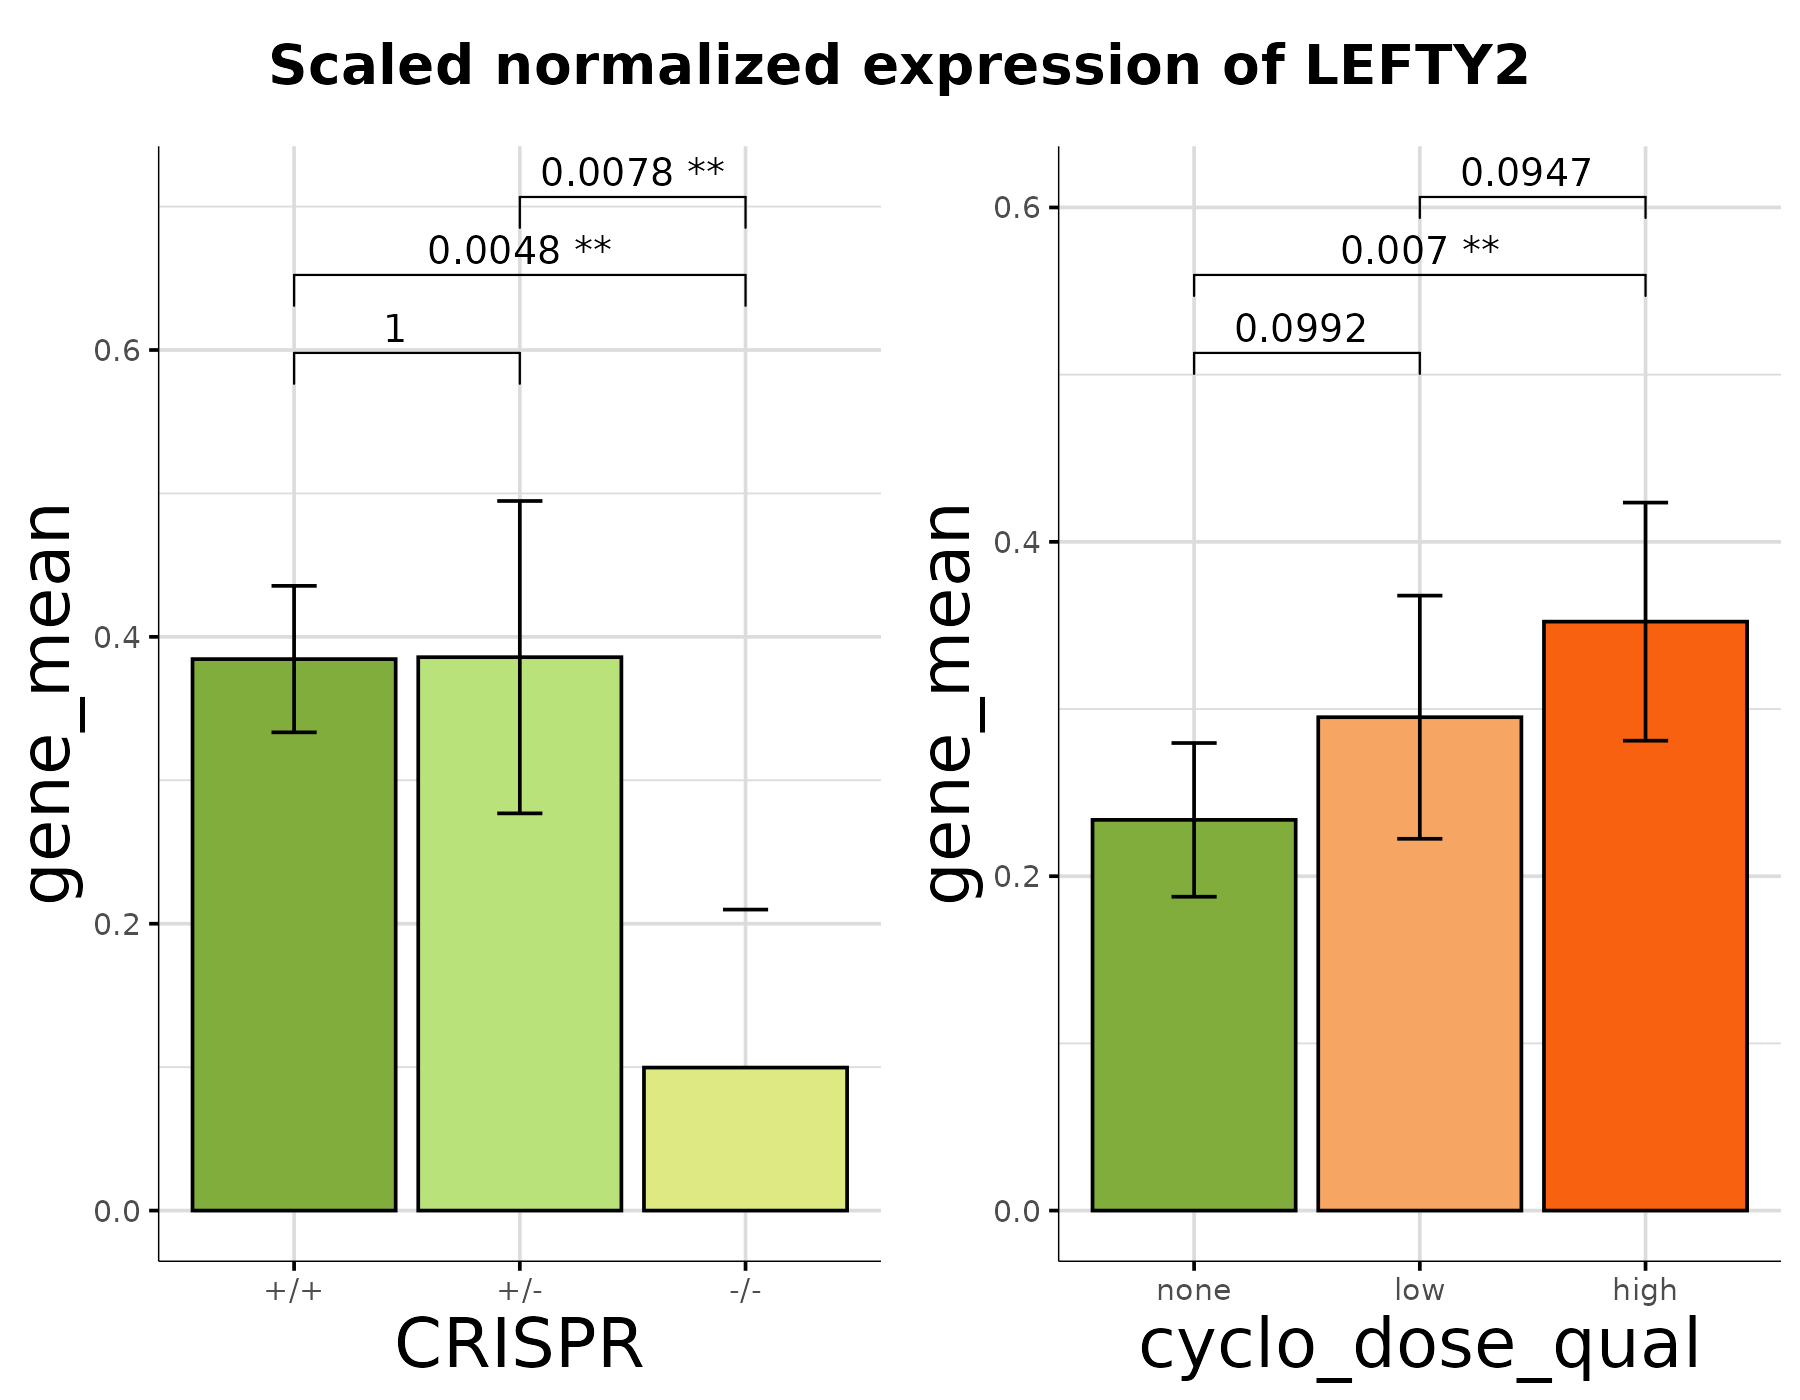 Scaled normalized expression of LEFTY2
0.0078 **
0.0048 **
1
0.6
0.4
0.2
0.0
gene_mean
+/+ +/- -/-
CRISPR
0.0947
0.007 **
0.0992
0.6
0.4
0.2
0.0
gene_mean
none low high
cyclo_dose_qual